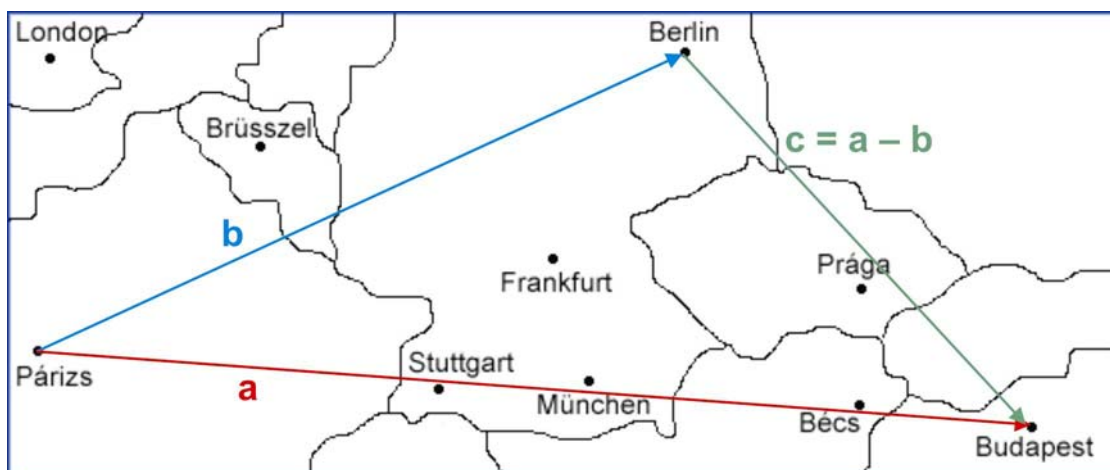 London
Berlin
Brüsszel
c = a – b
b
Frankfurt
Prága
Párizs
Stuttgart
a
München
Bécs
Budapest